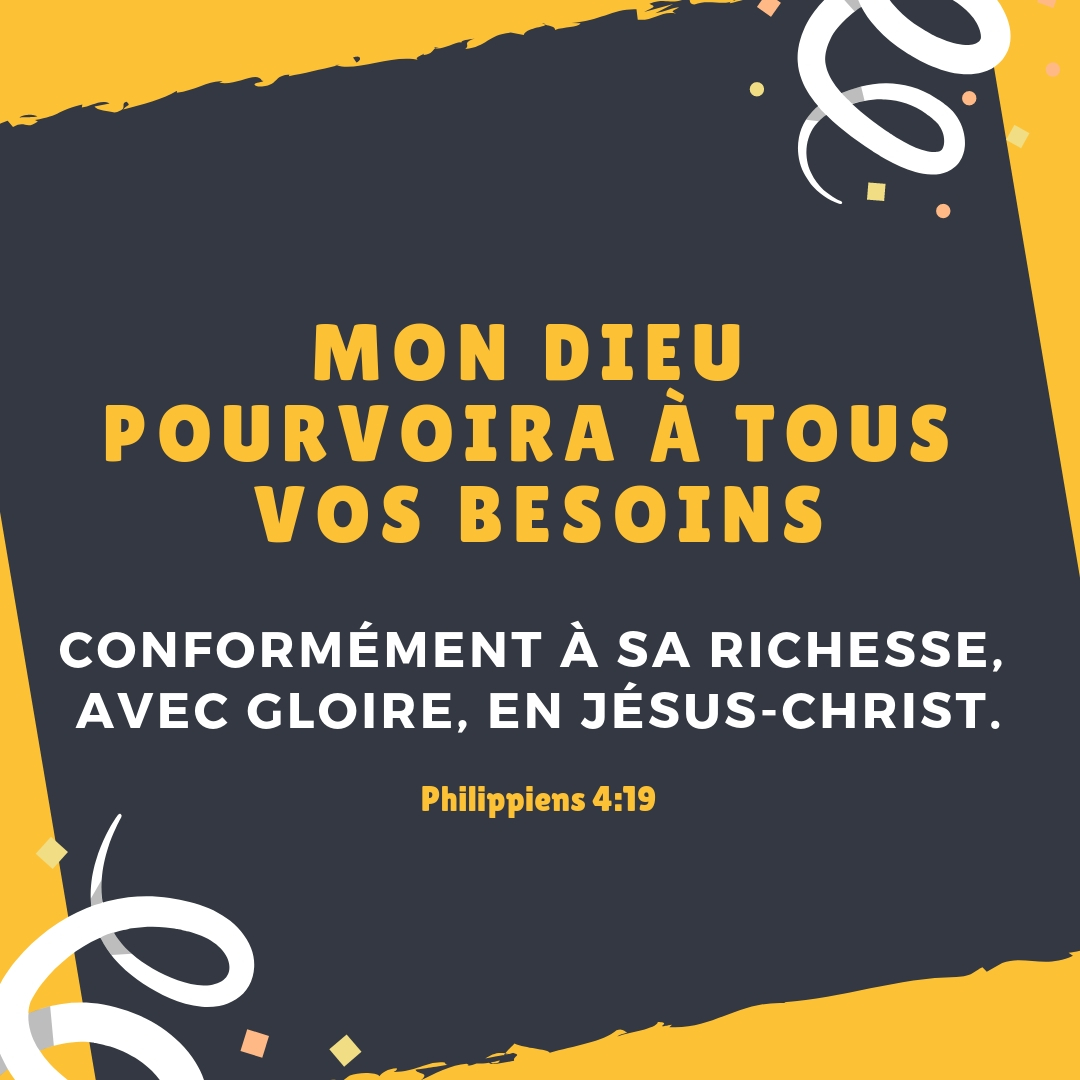 MON DIEU
POURVOIRA À TOUS
VOS BESOINS
CONFORMÉMENT À SA RICHESSE,
AVEC GLOIRE, EN JÉSUS-CHRIST.
Philippiens 4:19